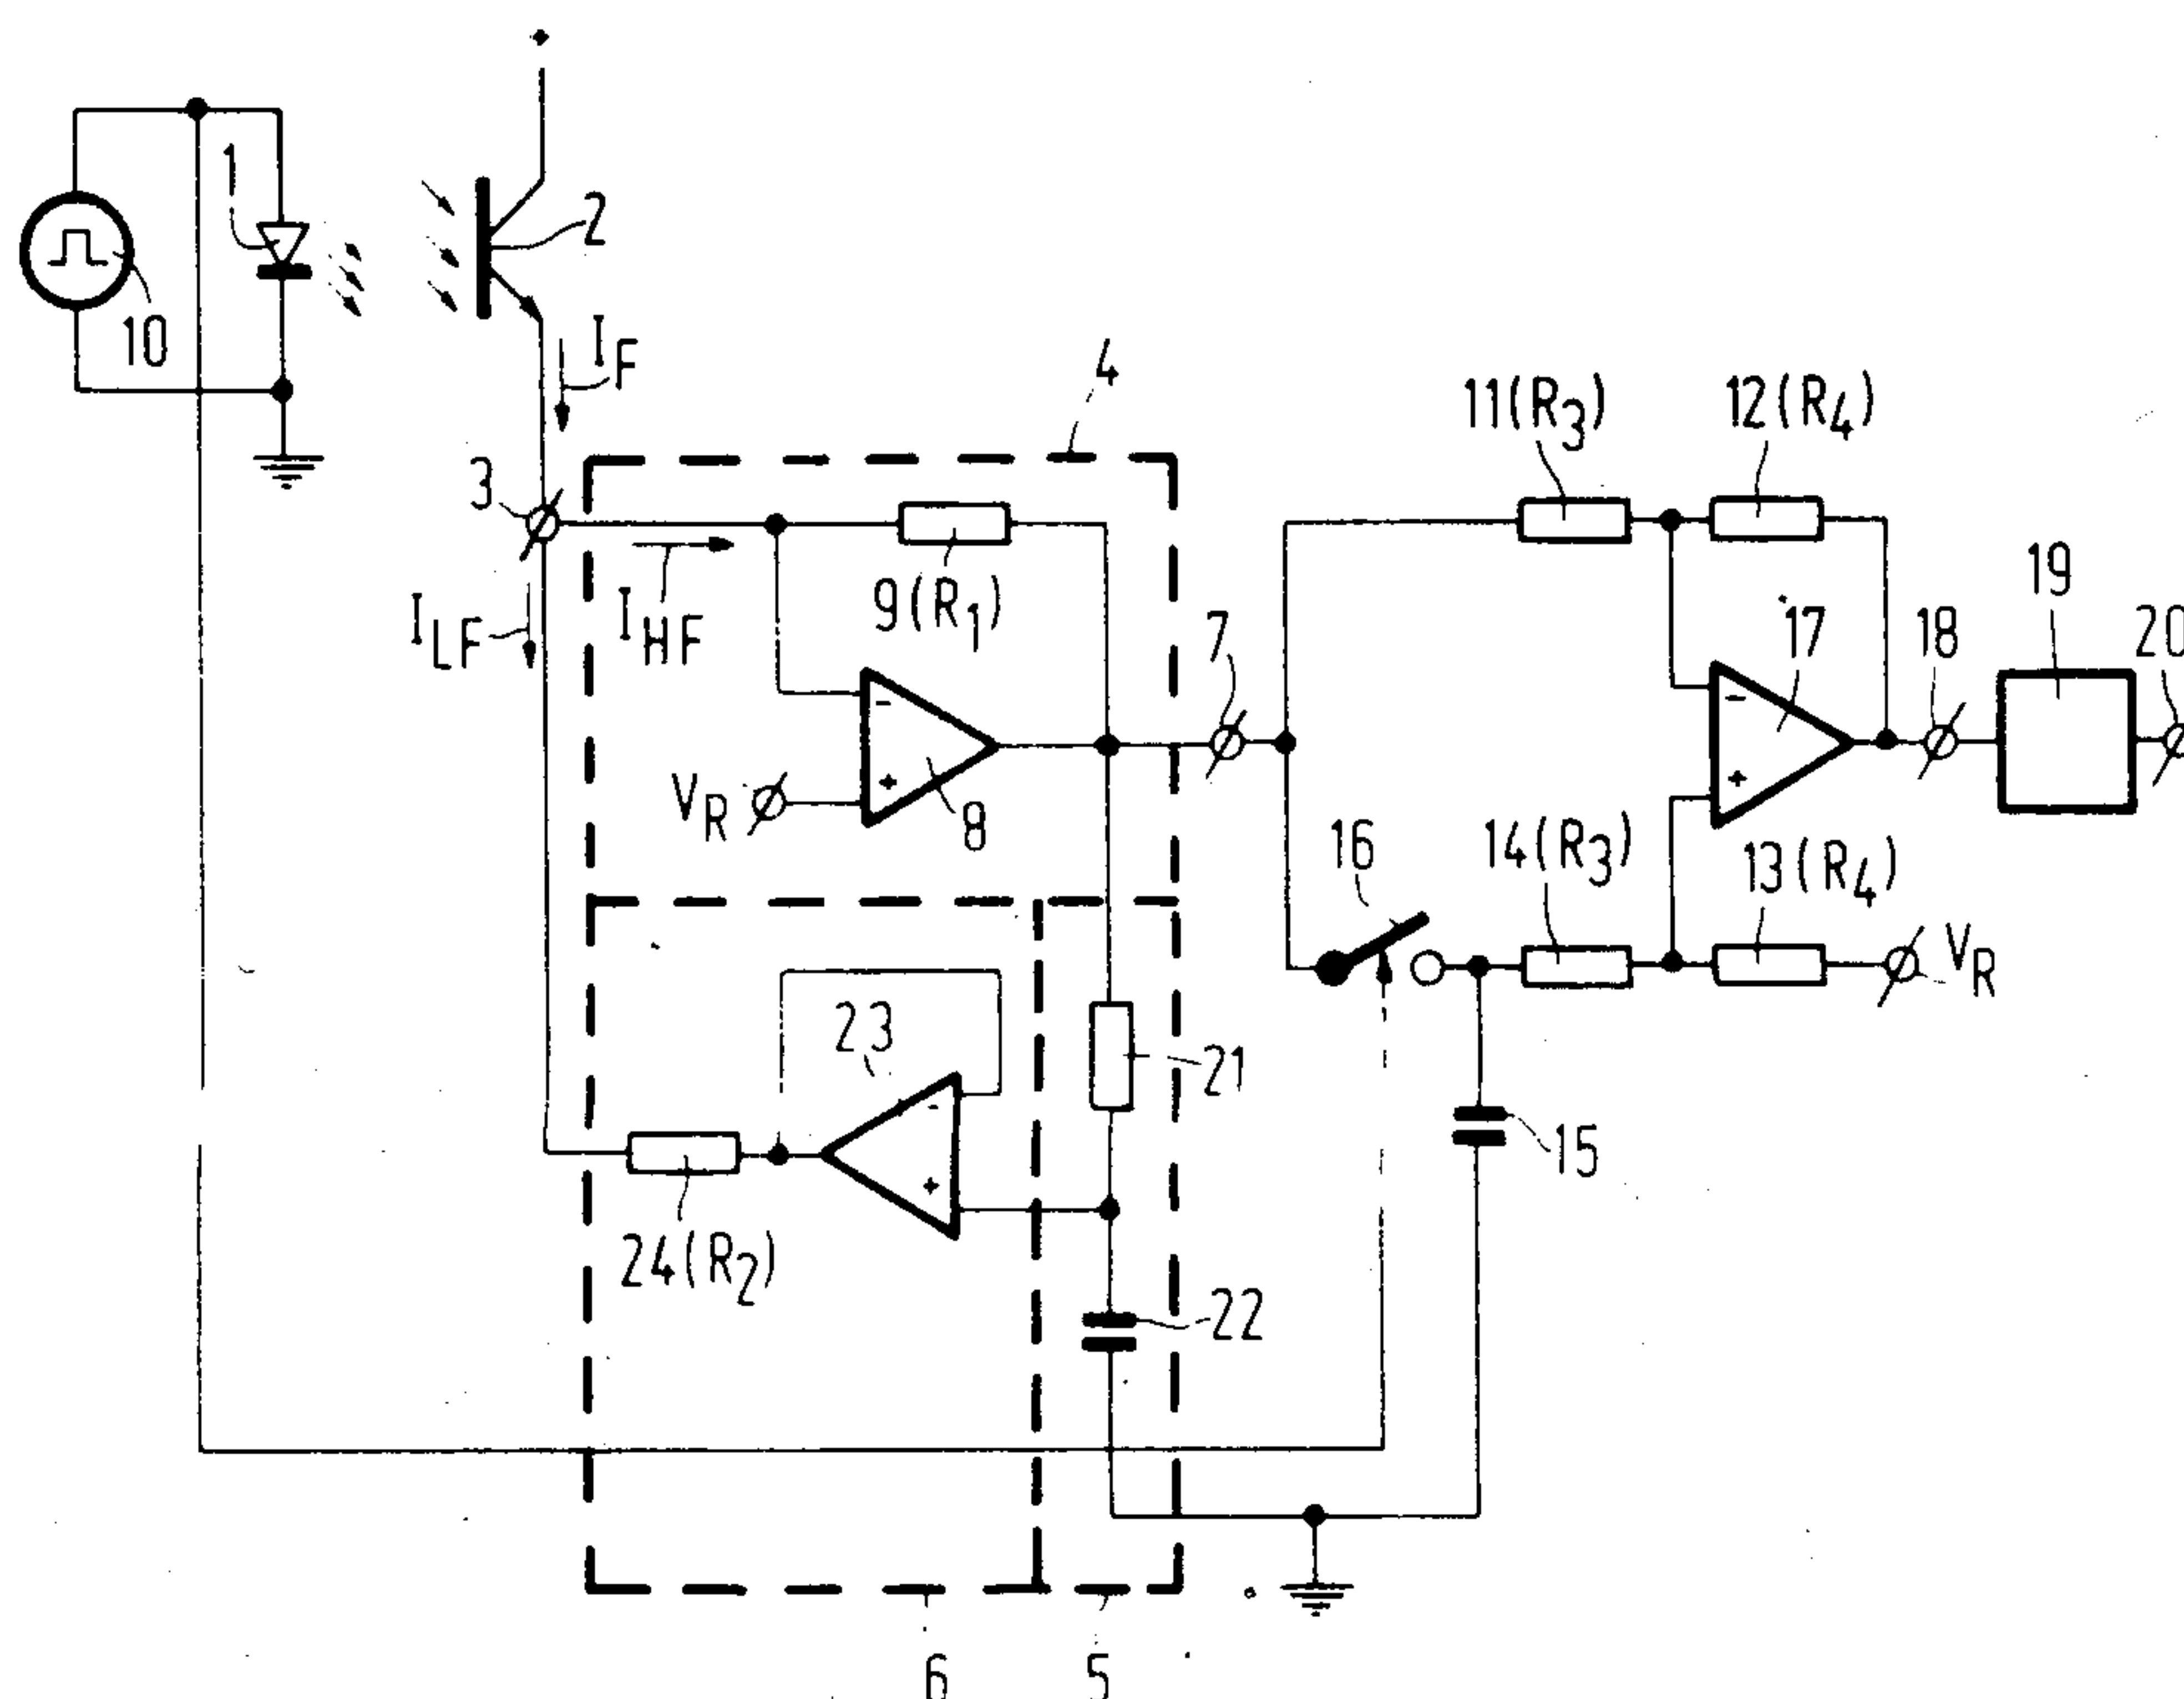 1
2
10
I_F
4
3
11(R_3)
12(R_4)
I_LF
I_HF
9(R_1)
7
17
18
19
20
-
+
V_R
8
-
+
16
14(R_3)
13(R_4)
V_R
23
21
-
+
15
24(R_2)
22
6
5